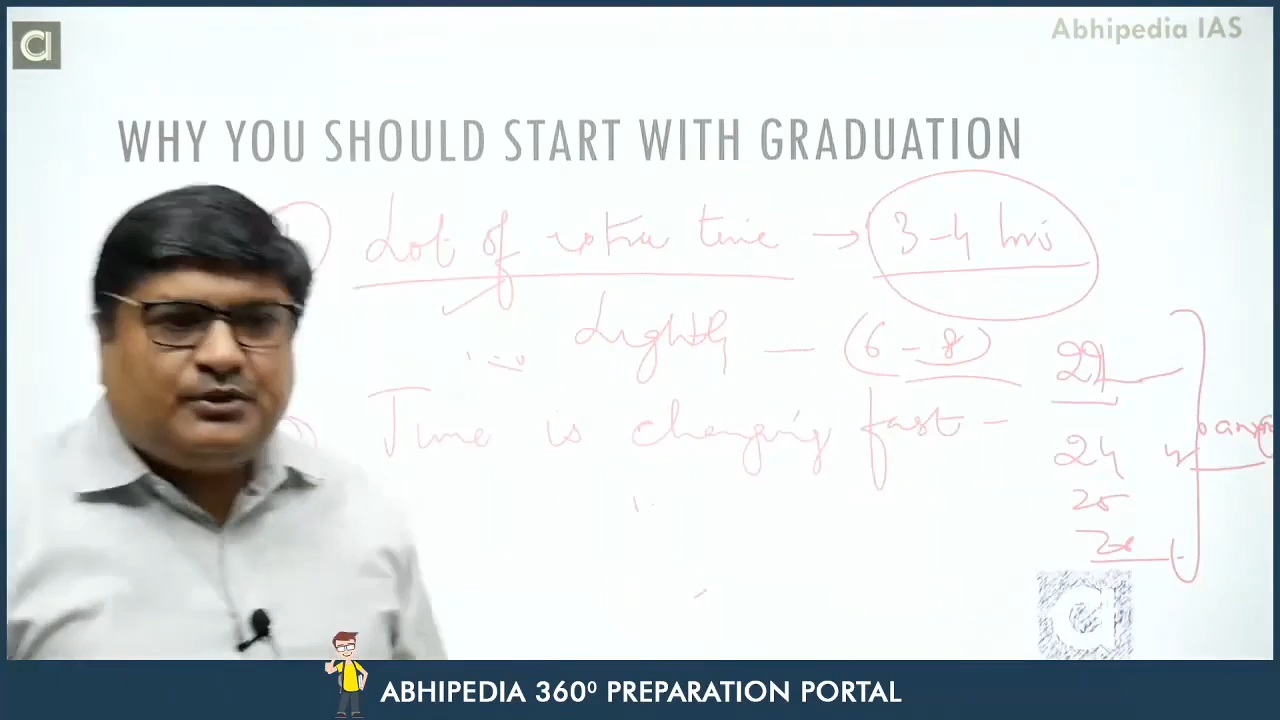 Abhipedia IAS
WHY YOU SHOULD START WITH GRADUATION
Lot of extra time → 3-4 hrs
Lightly — (6 - 8)
Time is changing fast -
24
25
ABHIPEDIA 360⁰ PREPARATION PORTAL